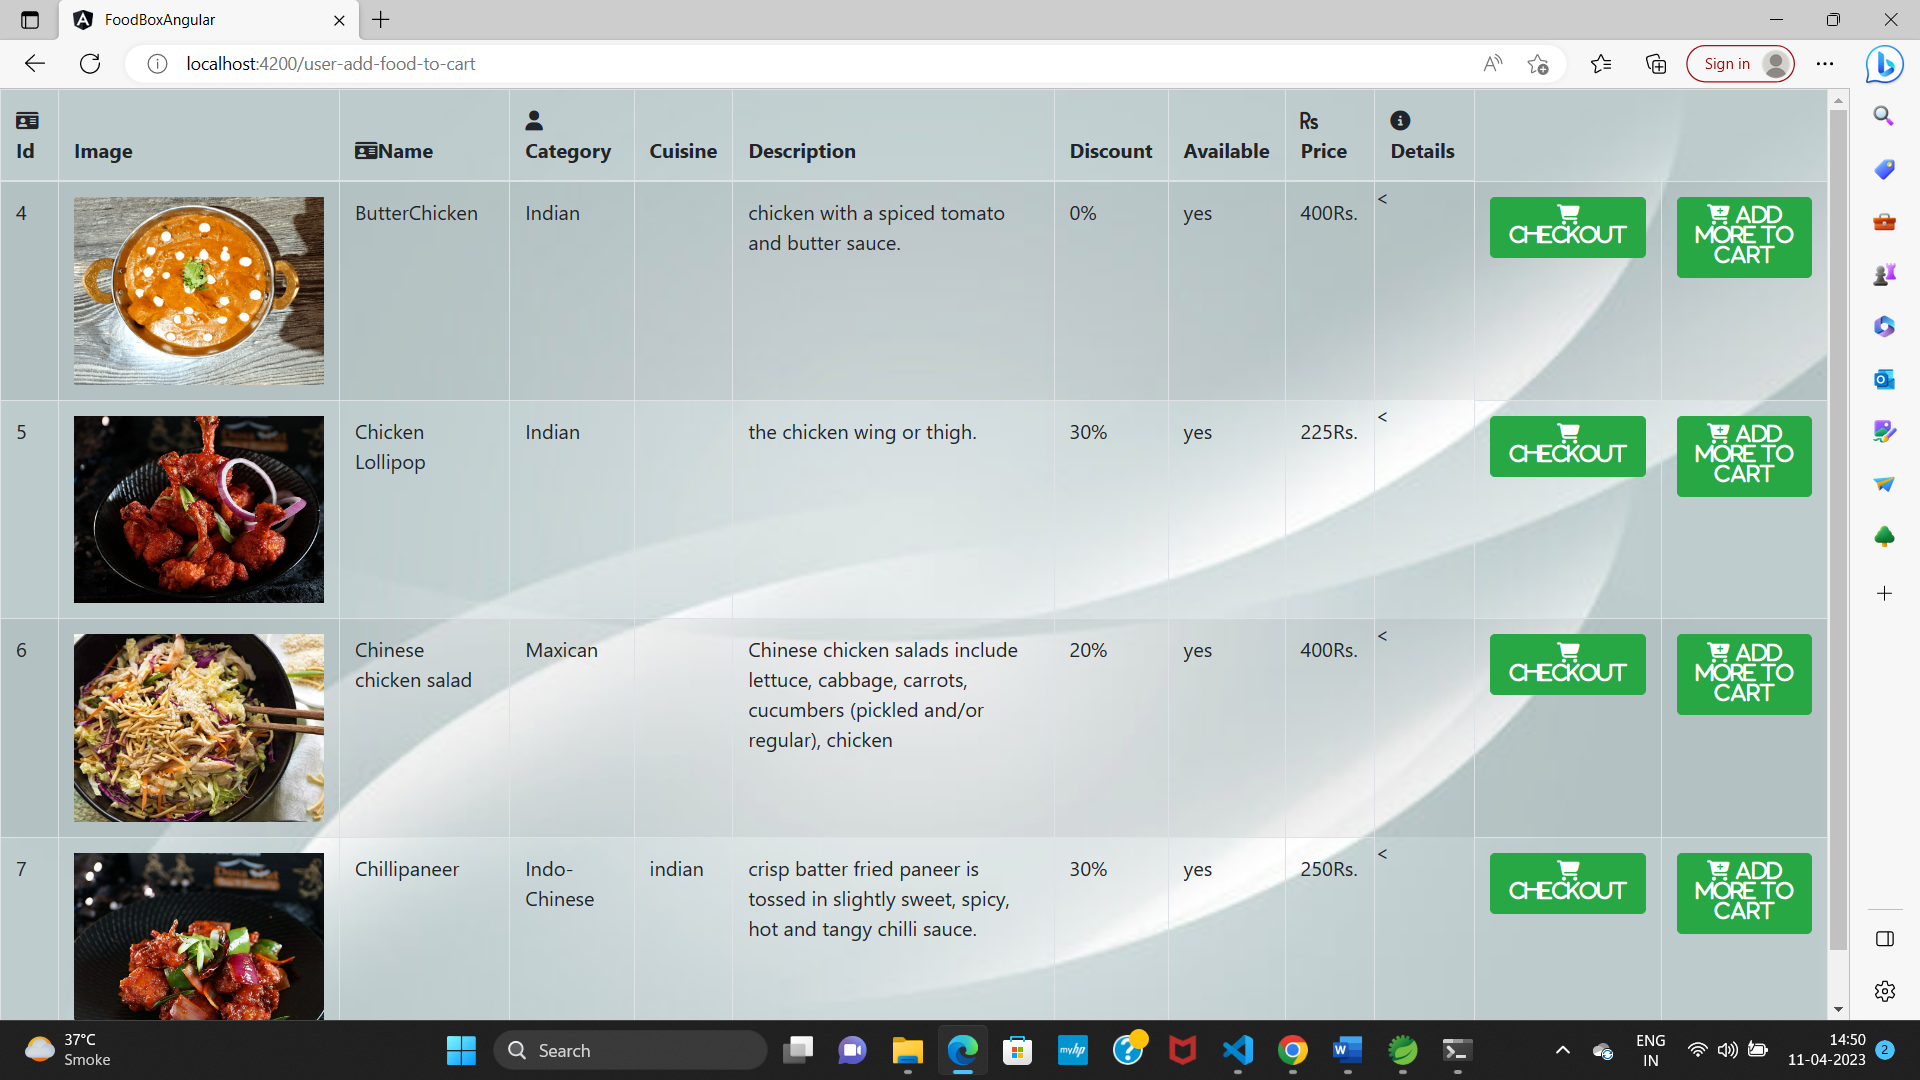 FoodBoxAngular
localhost:4200/user-add-food-to-cart
Sign in
Id
Image
Name
Category
Cuisine
Description
Discount
Available
Rs
Price
Details
4
ButterChicken
Indian
chicken with a spiced tomato
and butter sauce.
0%
yes
400Rs.
<
CHECKOUT
ADD
MORE TO
CART
5
Chicken
Lollipop
Indian
the chicken wing or thigh.
30%
yes
225Rs.
<
CHECKOUT
ADD
MORE TO
CART
6
Chinese
chicken salad
Maxican
Chinese chicken salads include
lettuce, cabbage, carrots,
cucumbers (pickled and/or
regular), chicken
20%
yes
400Rs.
<
CHECKOUT
ADD
MORE TO
CART
7
Chillipaneer
Indo-
Chinese
indian
crisp batter fried paneer is
tossed in slightly sweet, spicy,
hot and tangy chilli sauce.
30%
yes
250Rs.
<
CHECKOUT
ADD
MORE TO
CART
37°C
Smoke
Search
myhp
ENG
IN
14:50
11-04-2023
2